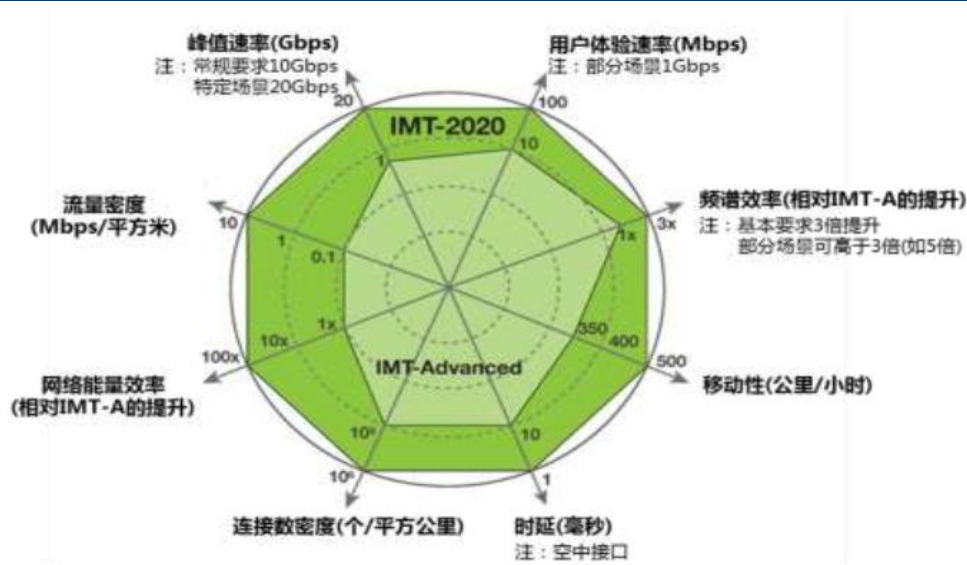 峰值速率(Gbps)
注：常规要求10Gbps
特定场景20Gbps
20
用户体验速率(Mbps)
注：部分场景1Gbps
100
IMT-2020
1
10
流量密度
(Mbps/平方米)
10
1
0.1
频谱效率(相对IMT-A的提升)
注：基本要求3倍提升
部分场景可高于3倍(如5倍)
3x
1x
1x
10x
100x
网络能量效率
(相对IMT-A的提升)
350
400
500
移动性(公里/小时)
IMT-Advanced
10
1
连接数密度(个/平方公里)
时延(毫秒)
注：空中接口